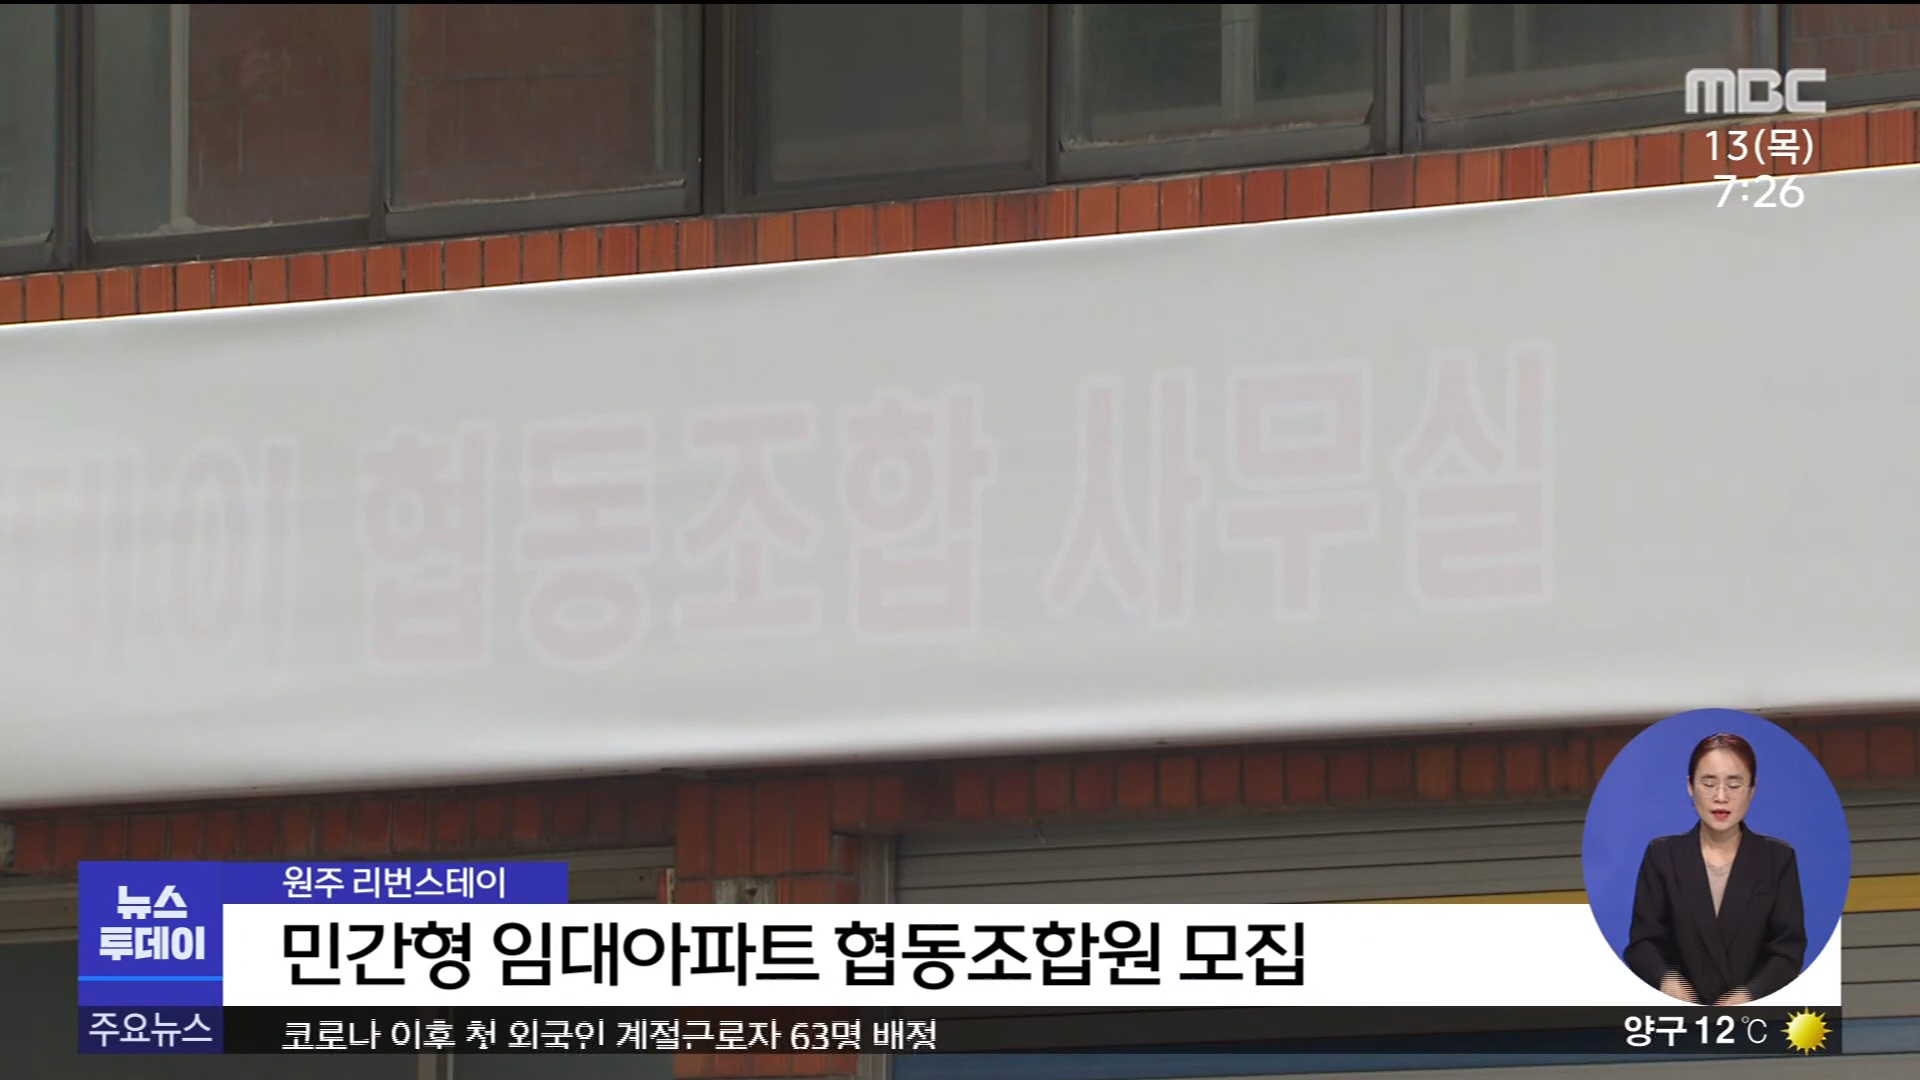 MBC
13(목)
7:26
테이 협동조합 사무실
원주 리번스테이
뉴스
투데이
민간형 임대아파트 협동조합원 모집
주요뉴스
코로나 이후 첫 외국인 계절근로자 63명 배정
양구 12℃